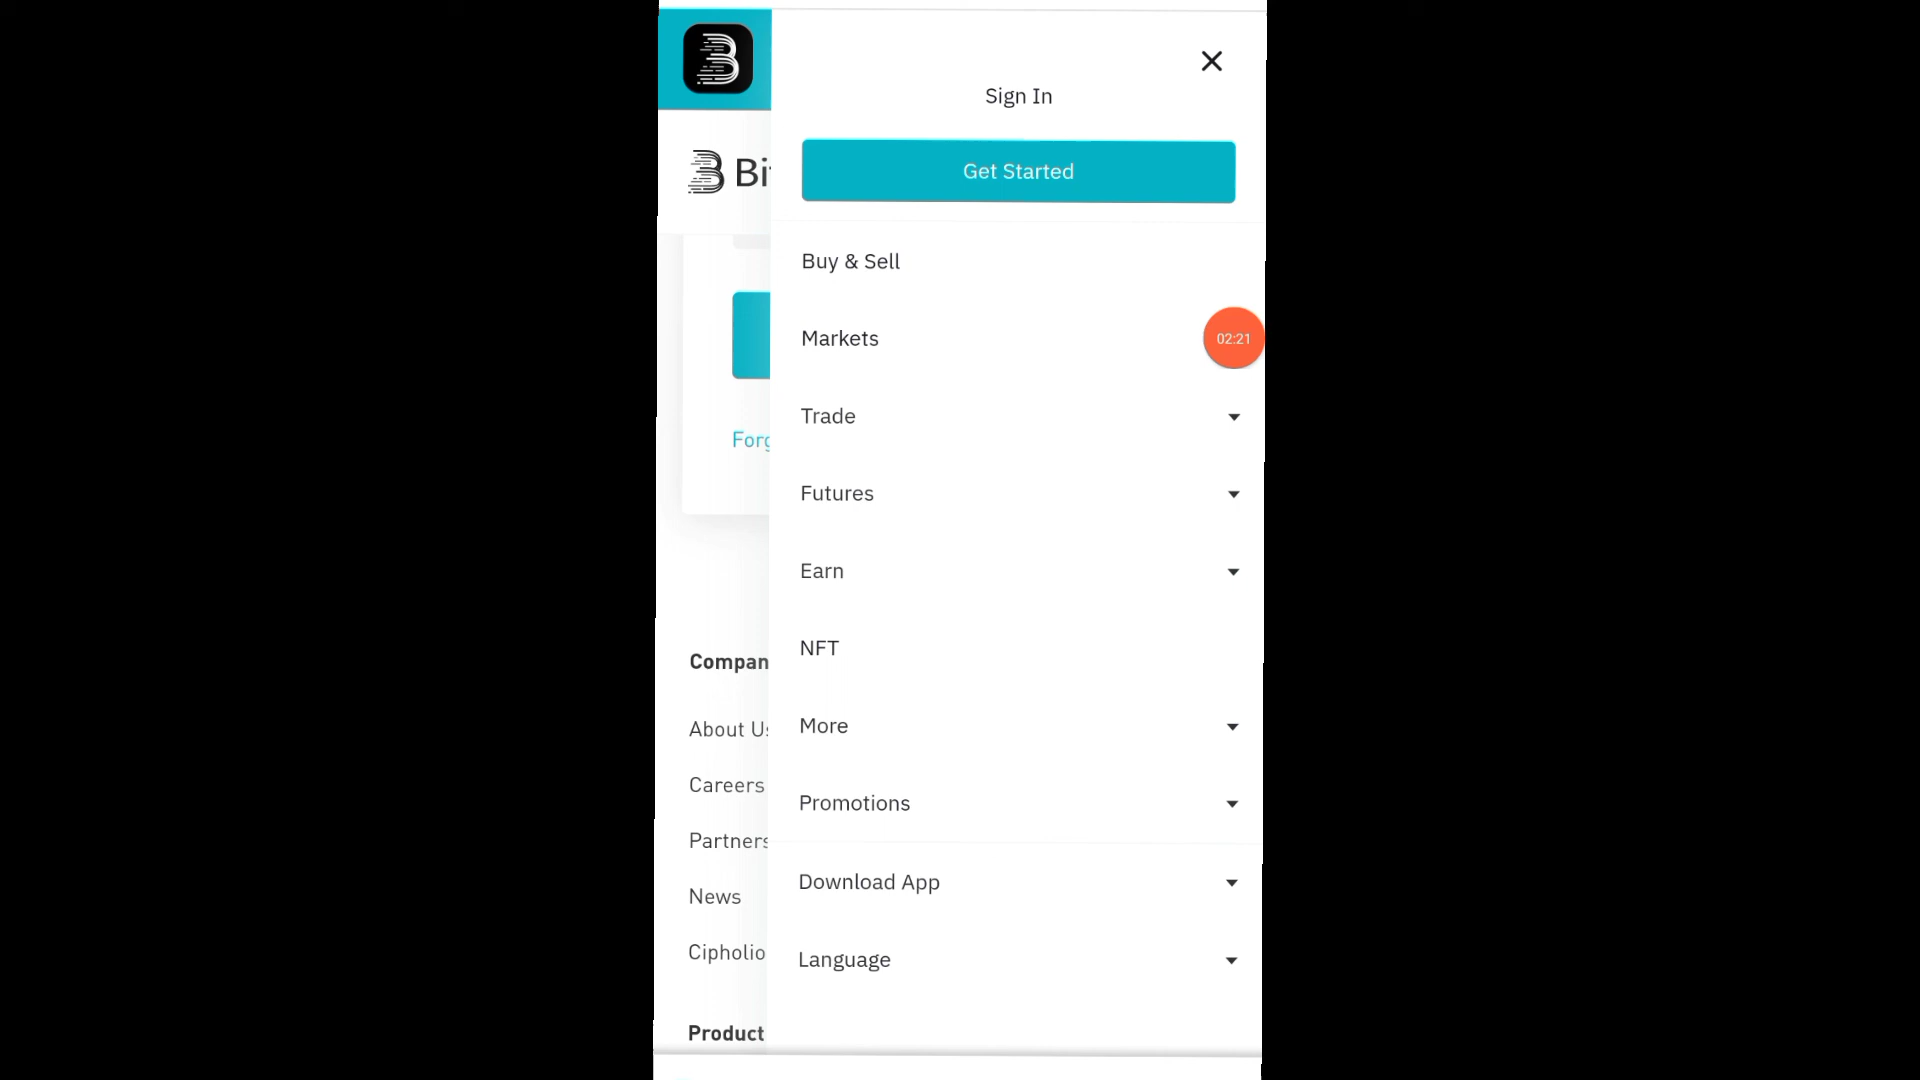 Sign In
Get Started
Buy & Sell
Markets
02:21
Trade
Futures
Earn
NFT
More
Promotions
Download App
Language
Bi
Forg
Compan
About Us
Careers
Partners
News
Cipholio
Product